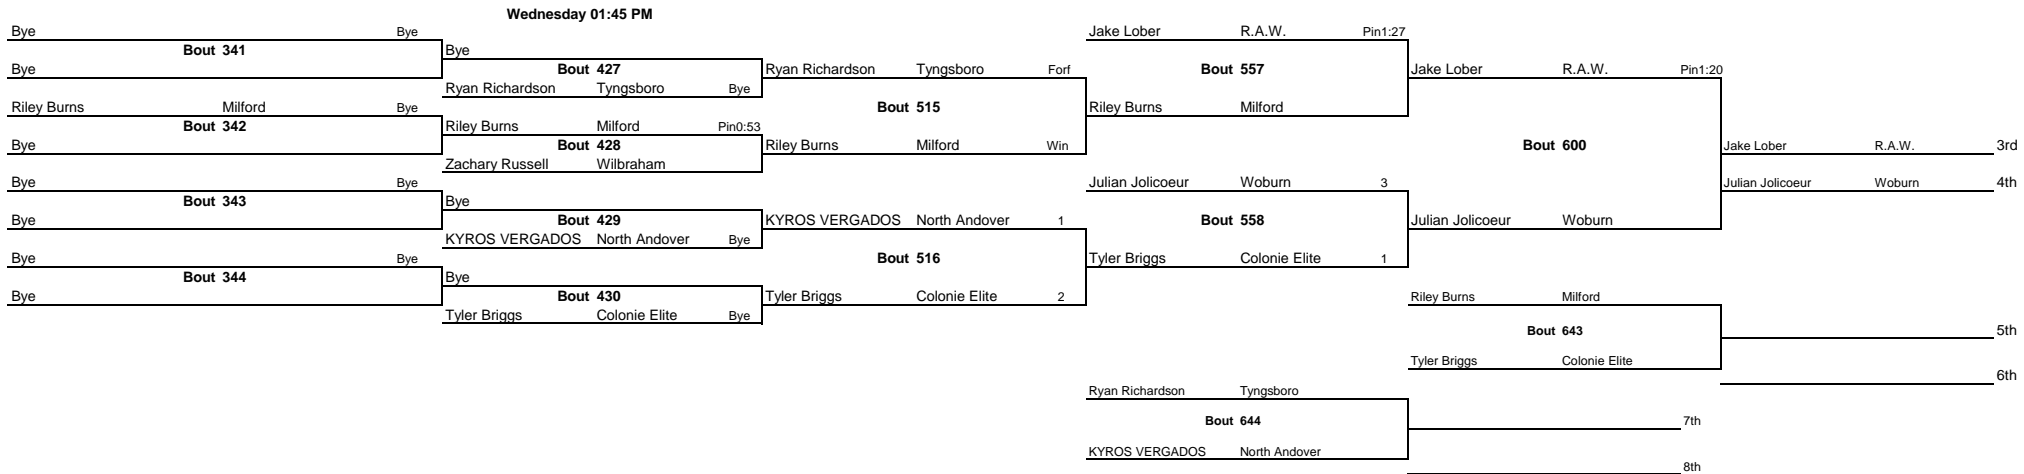 Wednesday 01:45 PM
Bye Bye Jake Lober R.A.W. Pin1:27
Bout 341 Bye
Bye Bout 427 Ryan Richardson Tyngsboro Forf Bout 557 Jake Lober R.A.W. Pin1:20
Ryan Richardson Tyngsboro Bye
Riley Burns Milford Bye Bout 515 Riley Burns Milford
Bout 342 Riley Burns Milford Pin0:53
Bye Bout 428 Riley Burns Milford Win Bout 600 Jake Lober R.A.W. 3rd
Zachary Russell Wilbraham
Bye Bye Julian Jolicoeur Woburn 3 Julian Jolicoeur Woburn 4th
Bout 343 Bye
Bye Bout 429 KYROS VERGADOS North Andover 1 Bout 558 Julian Jolicoeur Woburn
KYROS VERGADOS North Andover Bye
Bye Bye Bout 516 Tyler Briggs Colonie Elite 1
Bout 344 Bye
Bye Bout 430 Tyler Briggs Colonie Elite 2 Riley Burns Milford
Tyler Briggs Colonie Elite Bye
Bout 643 5th
Tyler Briggs Colonie Elite
6th
Ryan Richardson Tyngsboro
Bout 644 7th
KYROS VERGADOS North Andover
8th